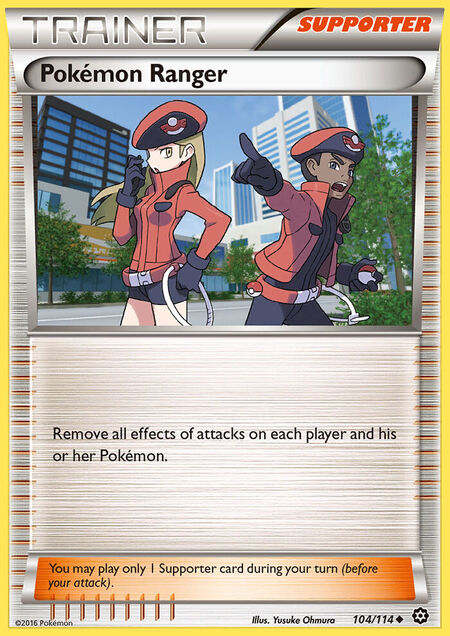 TRAINER
SUPPORTER
Pokémon Ranger
Remove all effects of attacks on each player and his
or her Pokémon.
You may play only 1 Supporter card during your turn (before
your attack).
©2016 Pokémon
Illus. Yusuke Ohmura
104/114